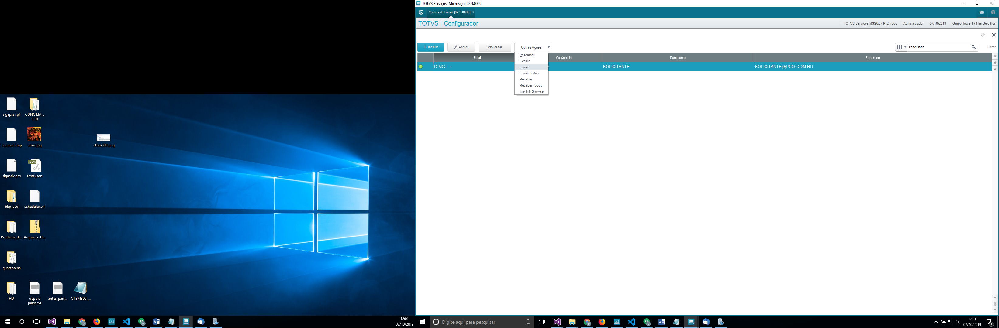 TOTVS Serviços (Microsiga) 02.9.0099
Contas de E-mail [02.9.0099]
TOTVS | Configurador
TOTVS Serviços MSSQL7 P12_robo
Administrador
07/10/2019
Grupo Totvs 1 / Filial Belo Hor
+ Incluir
Alterar
Visualizar
Outras Ações
Pesquisar
Filtrar
Filial
Cx Correio
Remetente
Endereco
D MG -
SOLICITANTE
SOLICITANTE@PCO.COM.BR
Pesquisar
Excluir
Enviar
Enviar Todos
Receber
Receber Todos
Imprimir Browse
sigapss.spf
CONCILIA...
CTB
sigamat.emp
atroz.jpg
ctbm300.png
sigaadv.pss
JSON
teste.json
bkp_ecd
scheduler.wf
Protheus_d...
Arquivos_TI...
quarentena
HD
depois
parse.txt
antes_pars...
CTBM300_...
12:01
07/10/2019
Digite aqui para pesquisar
12:01
07/10/2019
1